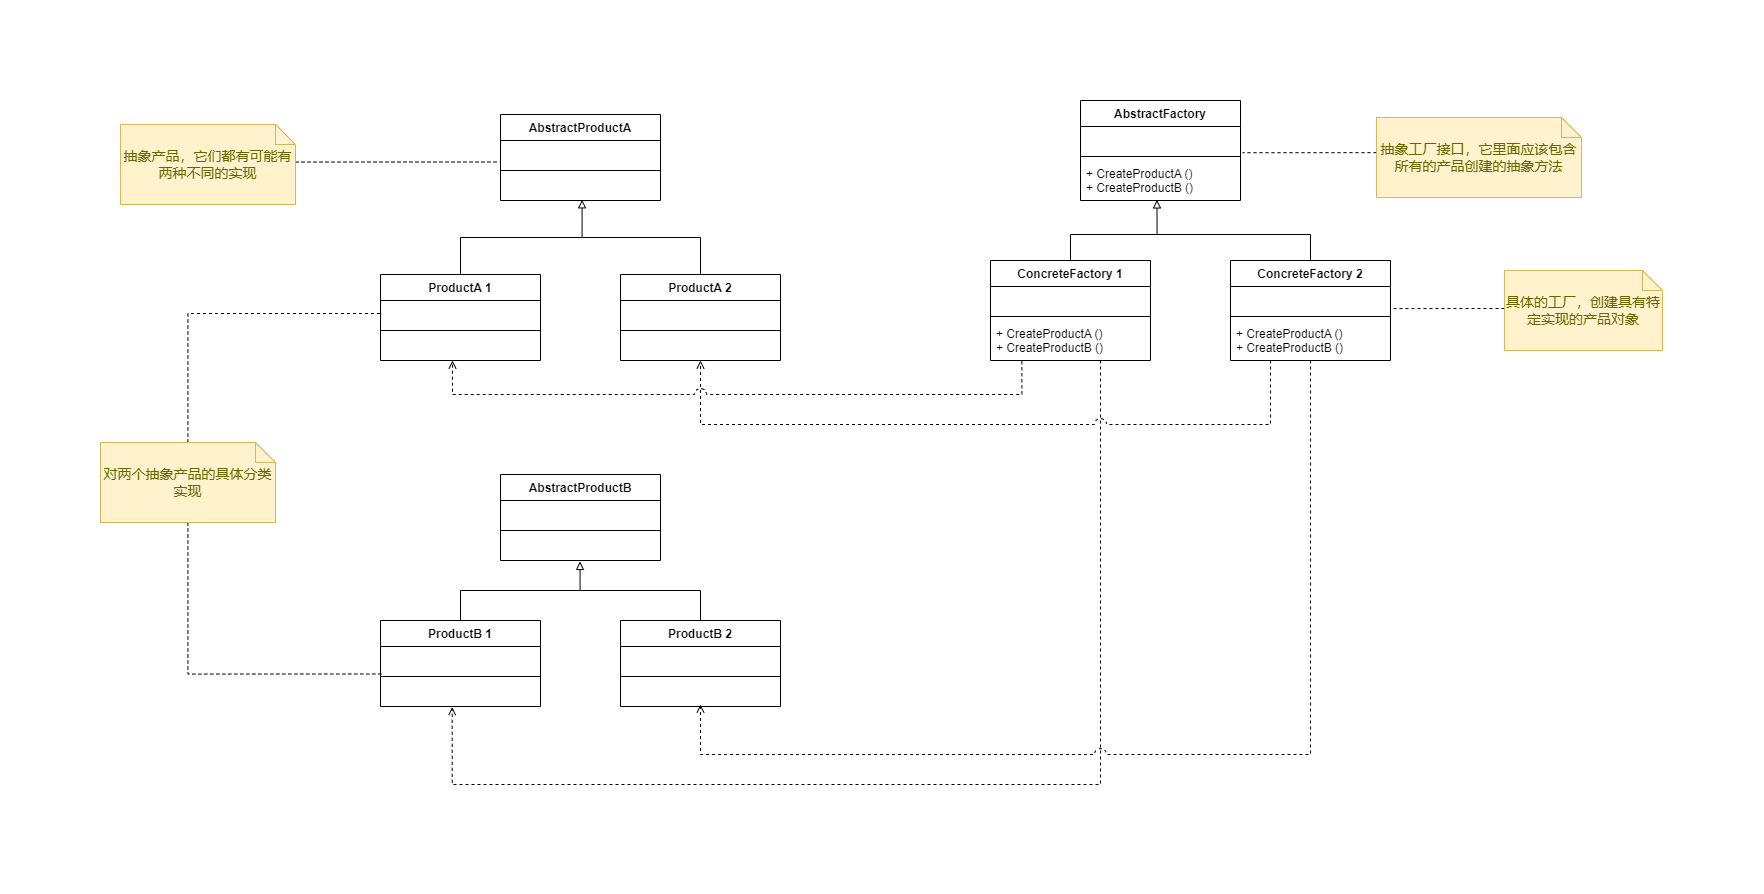 AbstractFactory
AbstractProductA
抽象产品，它们都有可能有
两种不同的实现
抽象工厂接口，它里面应该包含
所有的产品创建的抽象方法
+ CreateProductA ()
+ CreateProductB ()
ProductA 1
ProductA 2
ConcreteFactory 1
ConcreteFactory 2
具体的工厂，创建具有特
定实现的产品对象
+ CreateProductA ()
+ CreateProductB ()
+ CreateProductA ()
+ CreateProductB ()
对两个抽象产品的具体分类
实现
AbstractProductB
ProductB 1
ProductB 2